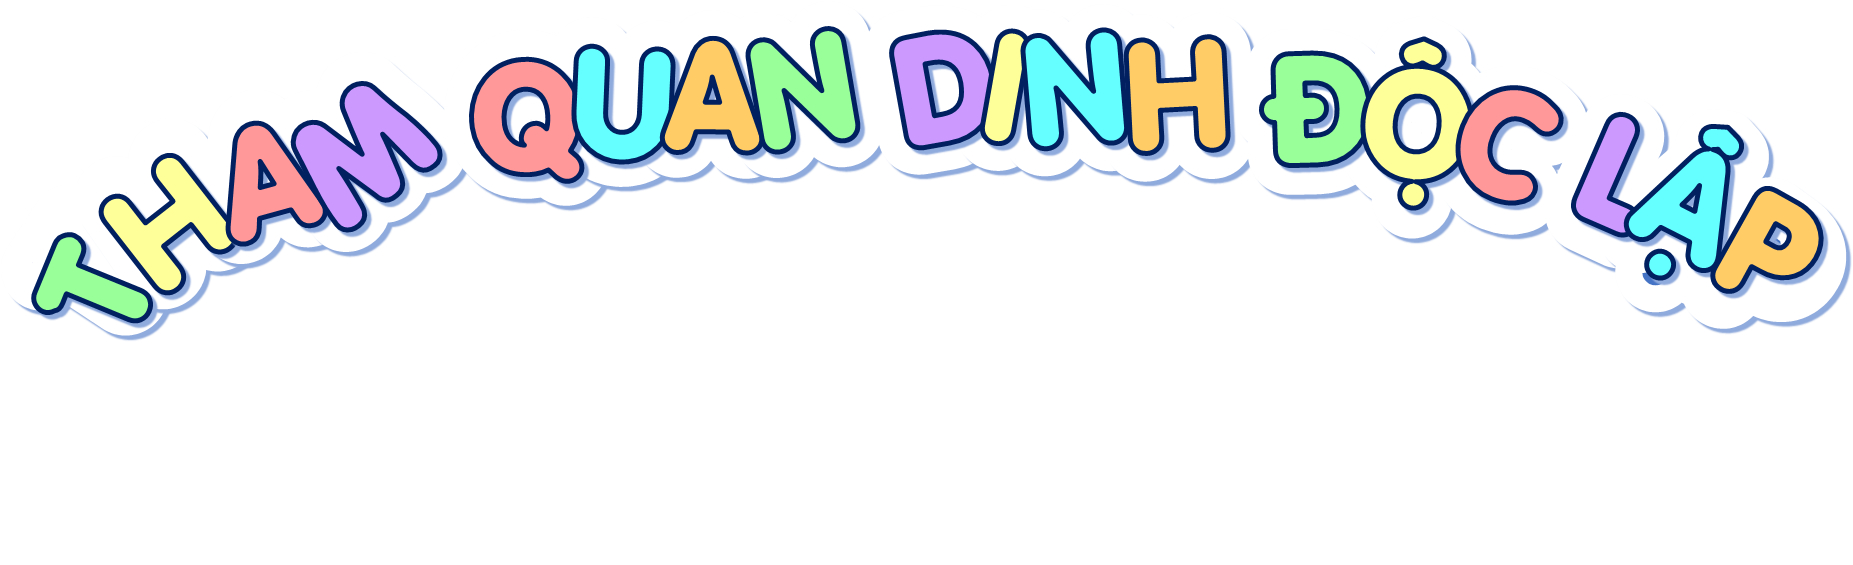 THAM QUAN DINH ĐỘC LẬP